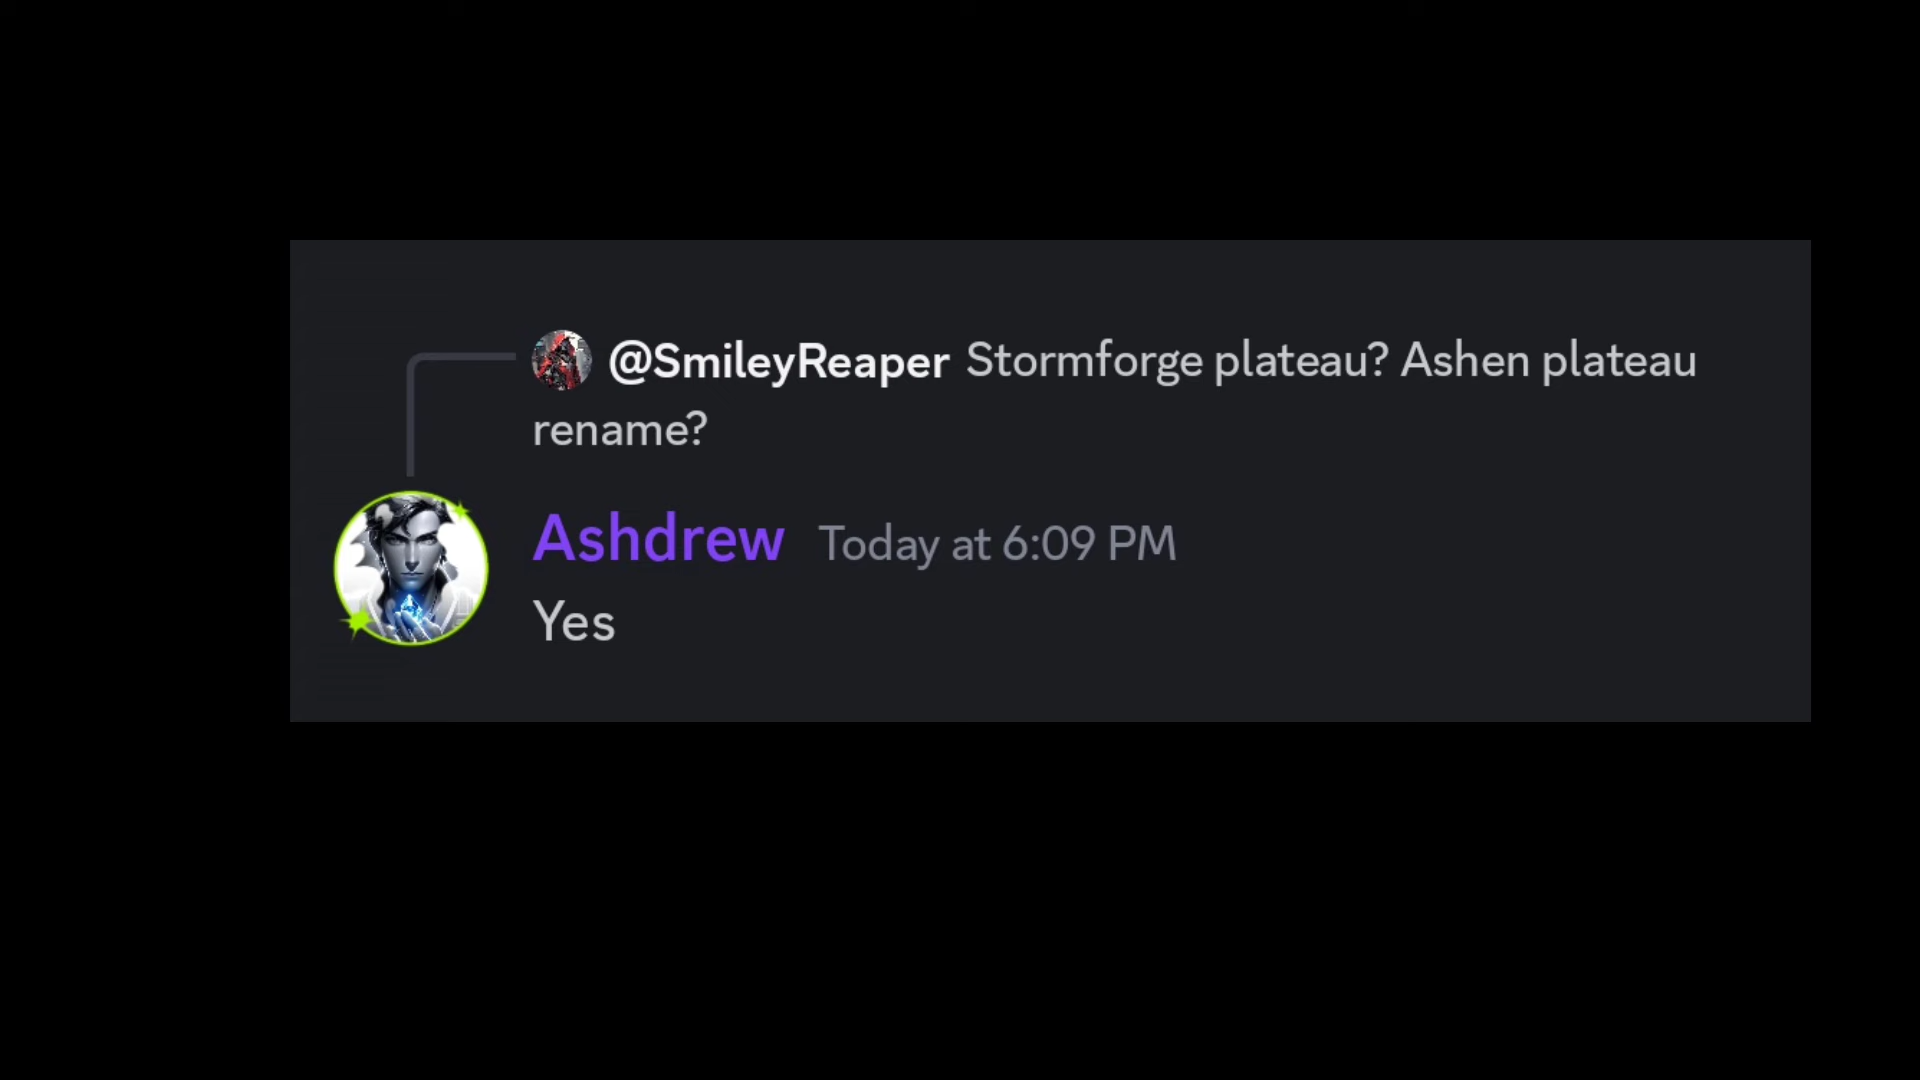 @SmileyReaper Stormforge plateau? Ashen plateau
rename?
Ashdrew Today at 6:09 PM
Yes